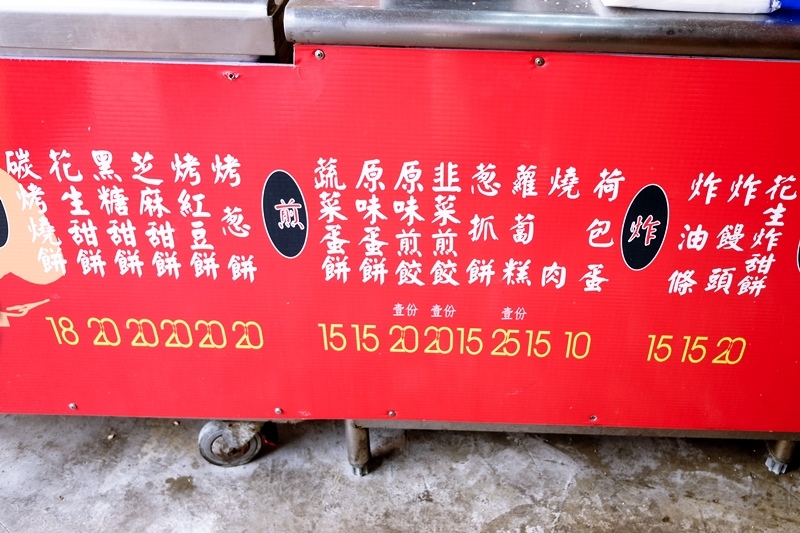 碳烤燒餅
花生甜餅
黑糖甜餅
芝麻甜餅
烤紅豆餅
烤葱餅
煎
蔬菜蛋餅
原味蛋餅
原味煎餃
韭菜煎餃
葱抓餅
蘿蔔糕
燒肉
荷包蛋
炸
炸油條
炸饅頭
花生炸甜餅
壹份 壹份 壹份
18 20 20 20 20 20
15 15 20 20 15 25 15 10
15 15 20